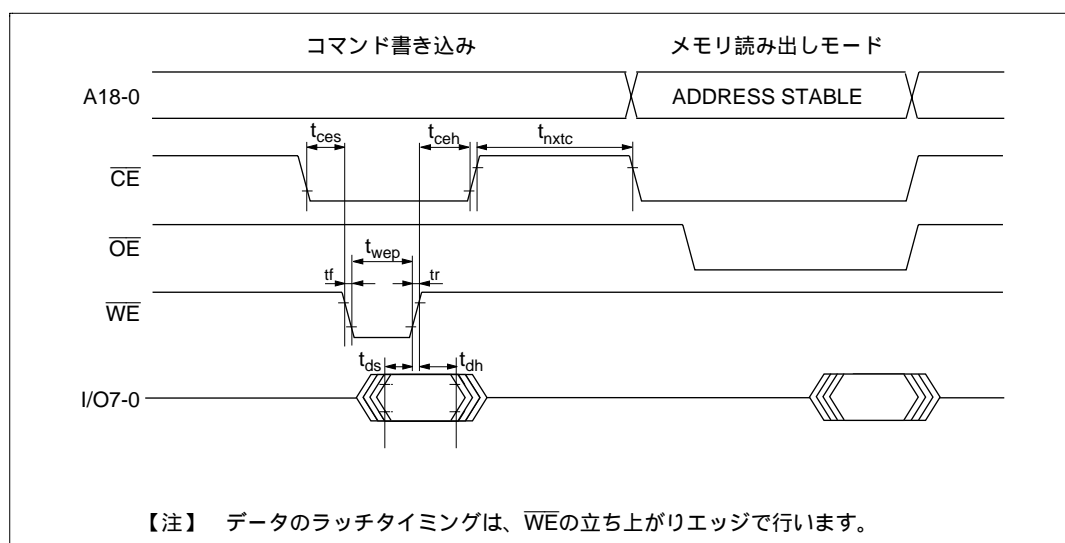 コマンド書き込み メモリ読み出しモード
A18-0 ADDRESS STABLE
tces tceh tnxtc
CE
OE
twep
tf tr
WE
tds tdh
I/O7-0
【注】 データのラッチタイミングは、WEの立ち上がりエッジで行います。